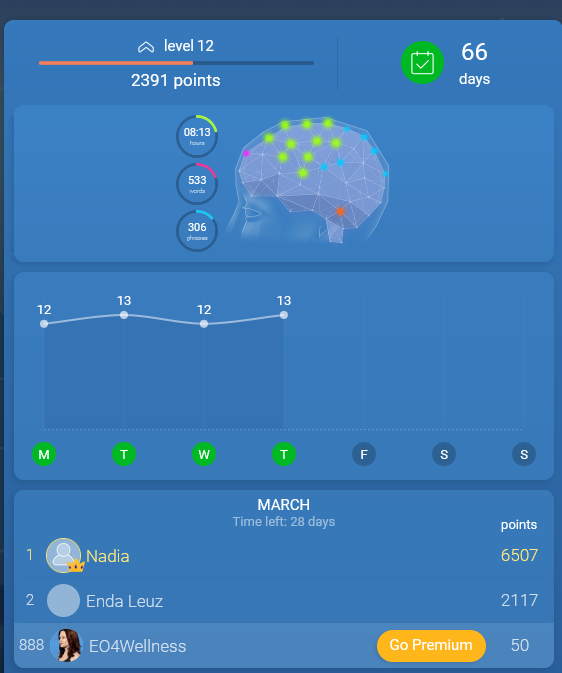 level 12
2391 points
66
days
08:13
hours
533
words
306
phrases
12
13
12
13
M
T
W
T
F
S
S
MARCH
Time left: 28 days
points
1 Nadia 6507
2 Enda Leuz 2117
888 EO4Wellness Go Premium 50